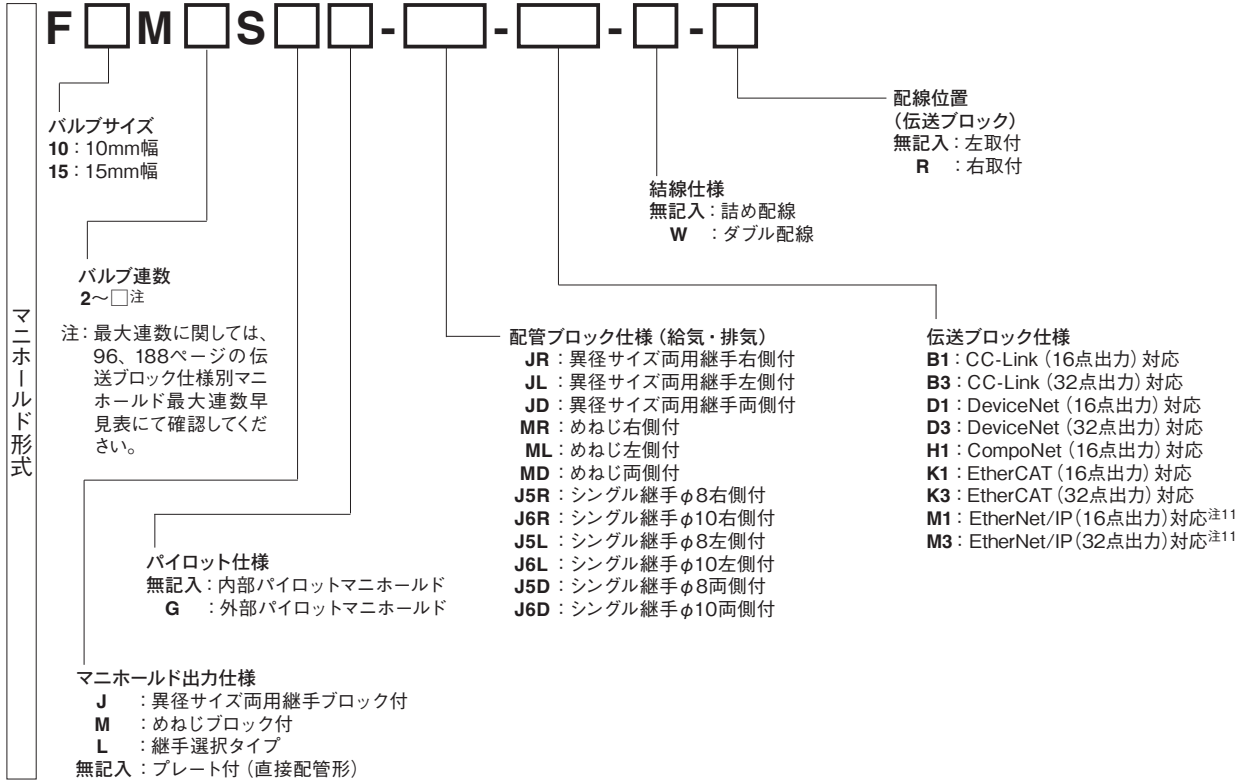 F□M□S□□-□-□-□-□
マニホールド形式
バルブサイズ
10：10mm幅
15：15mm幅
バルブ連数
2～□注
注：最大連数に関しては、
96、188ページの伝
送ブロック仕様別マニ
ホールド最大連数早
見表にて確認してくだ
さい。
マニホールド出力仕様
J ：異径サイズ両用継手ブロック付
M ：めねじブロック付
L ：継手選択タイプ
無記入：プレート付（直接配管形）
パイロット仕様
無記入：内部パイロットマニホールド
G ：外部パイロットマニホールド
配管ブロック仕様（給気・排気）
JR：異径サイズ両用継手右側付
JL：異径サイズ両用継手左側付
JD：異径サイズ両用継手両側付
MR：めねじ右側付
ML：めねじ左側付
MD：めねじ両側付
J5R：シングル継手φ8右側付
J6R：シングル継手φ10右側付
J5L：シングル継手φ8左側付
J6L：シングル継手φ10左側付
J5D：シングル継手φ8両側付
J6D：シングル継手φ10両側付
伝送ブロック仕様
B1：CC-Link（16点出力）対応
B3：CC-Link（32点出力）対応
D1：DeviceNet（16点出力）対応
D3：DeviceNet（32点出力）対応
H1：CompoNet（16点出力）対応
K1：EtherCAT（16点出力）対応
K3：EtherCAT（32点出力）対応
M1：EtherNet/IP（16点出力）対応注11
M3：EtherNet/IP（32点出力）対応注11
結線仕様
無記入：詰め配線
W ：ダブル配線
配線位置
（伝送ブロック）
無記入：左取付
R ：右取付